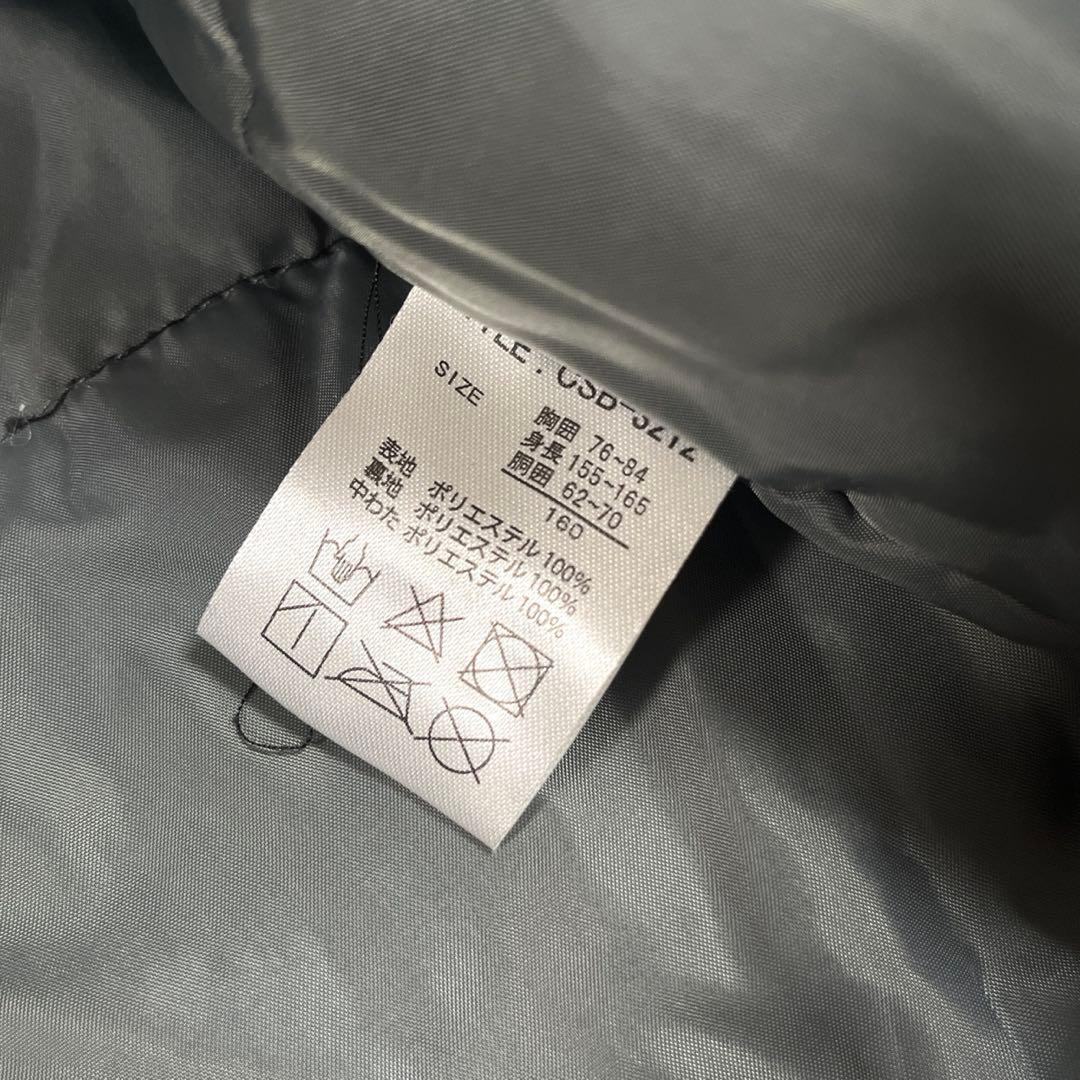 SIZE
胸囲 76~84
身長 155~165
胴囲 62~70
160
表地 ポリエステル 100%
裏地 ポリエステル 100%
中わた ポリエステル 100%